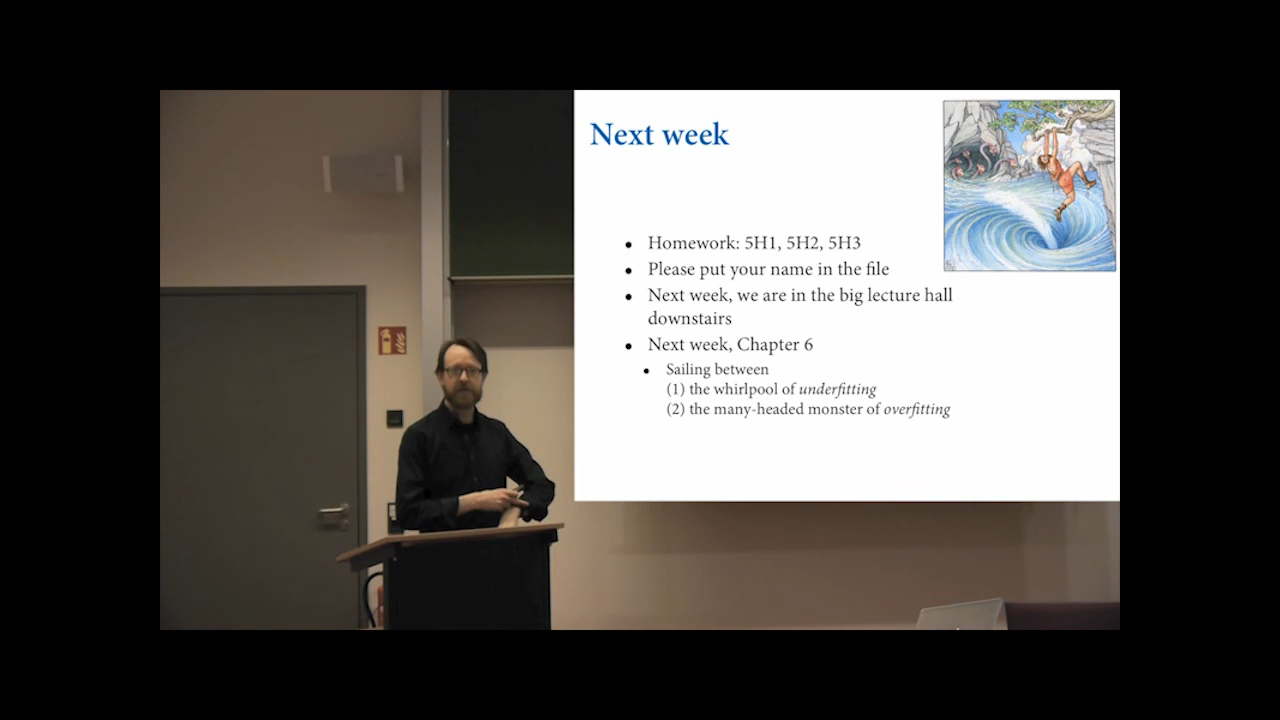 Next week
• Homework: 5H1, 5H2, 5H3
• Please put your name in the file
• Next week, we are in the big lecture hall
downstairs
• Next week, Chapter 6
• Sailing between
(1) the whirlpool of underfitting
(2) the many-headed monster of overfitting